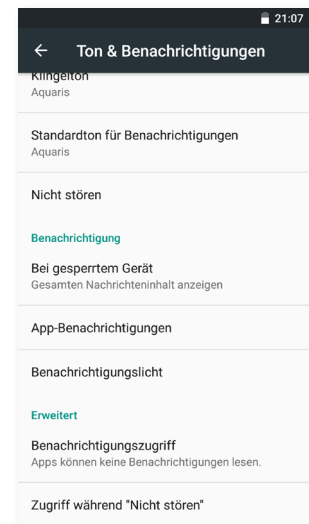 21:07
Ton & Benachrichtigungen
Klingelton
Aquaris
Standardton für Benachrichtigungen
Aquaris
Nicht stören
Benachrichtigung
Bei gesperrtem Gerät
Gesamten Nachrichteninhalt anzeigen
App-Benachrichtigungen
Benachrichtigungslicht
Erweitert
Benachrichtigungszugriff
Apps können keine Benachrichtigungen lesen.
Zugriff während "Nicht stören"